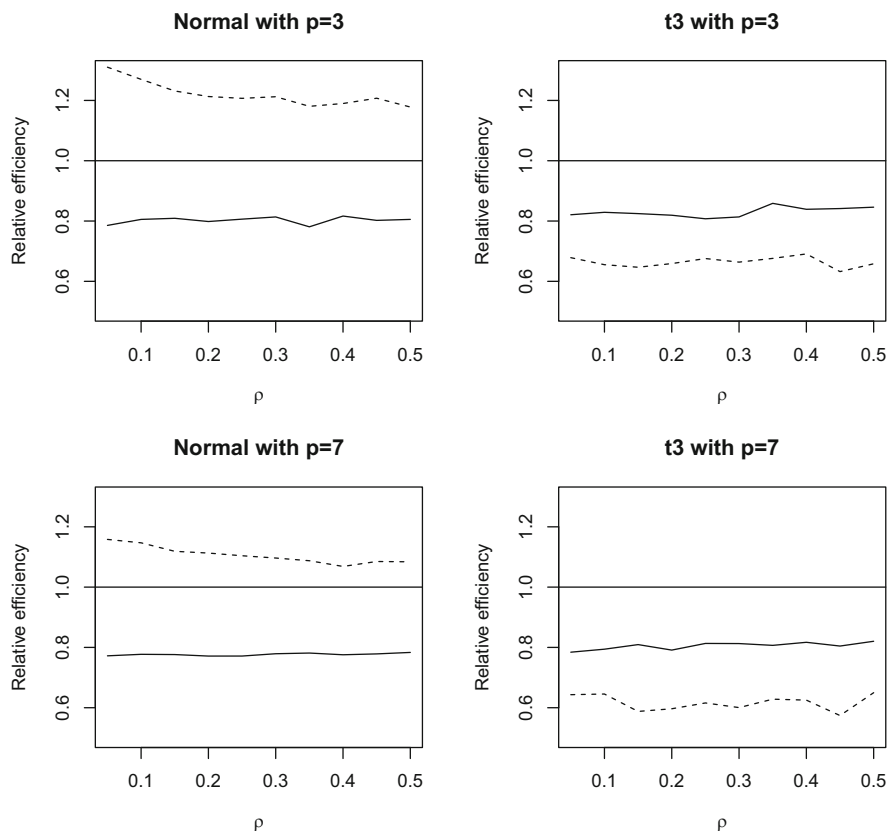 Normal with p=3
Relative efficiency
0.6 0.8 1.0 1.2
0.1 0.2 0.3 0.4 0.5
ρ
t3 with p=3
Relative efficiency
0.6 0.8 1.0 1.2
0.1 0.2 0.3 0.4 0.5
ρ
Normal with p=7
Relative efficiency
0.6 0.8 1.0 1.2
0.1 0.2 0.3 0.4 0.5
ρ
t3 with p=7
Relative efficiency
0.6 0.8 1.0 1.2
0.1 0.2 0.3 0.4 0.5
ρ